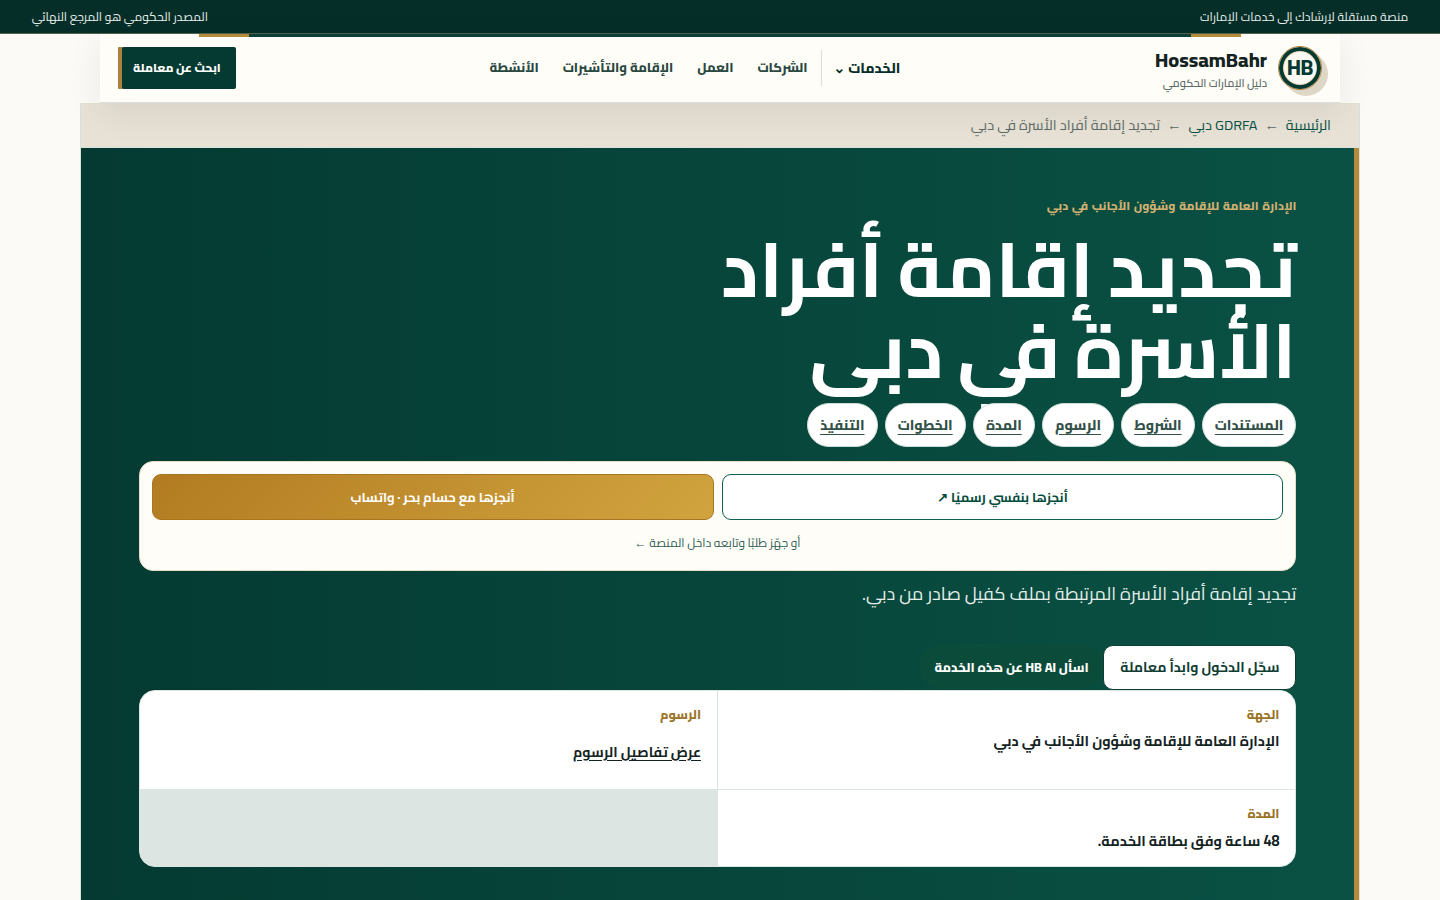 منصة مستقلة لإرشادك إلى خدمات الإمارات
المصدر الحكومي هو المرجع النهائي
HB
HossamBahr
دليل الإمارات الحكومي
الخدمات ⌄
الشركات
العمل
الإقامة والتأشيرات
الأنشطة
ابحث عن معاملة
الرئيسية ← GDRFA دبي ← تجديد إقامة أفراد الأسرة في دبي
الإدارة العامة للإقامة وشؤون الأجانب في دبي
تجديد إقامة أفراد
الأسرة في دبي
المستندات
الشروط
الرسوم
المدة
الخطوات
التنفيذ
أنجزها بنفسي رسميًا ↗
أنجزها مع حسام بحر · واتساب
أو جهّز طلبًا وتابعه داخل المنصة ←
تجديد إقامة أفراد الأسرة المرتبطة بملف كفيل صادر من دبي.
سجّل الدخول وابدأ معاملة
اسأل HB AI عن هذه الخدمة
الجهة
الإدارة العامة للإقامة وشؤون الأجانب في دبي
الرسوم
عرض تفاصيل الرسوم
المدة
48 ساعة وفق بطاقة الخدمة.